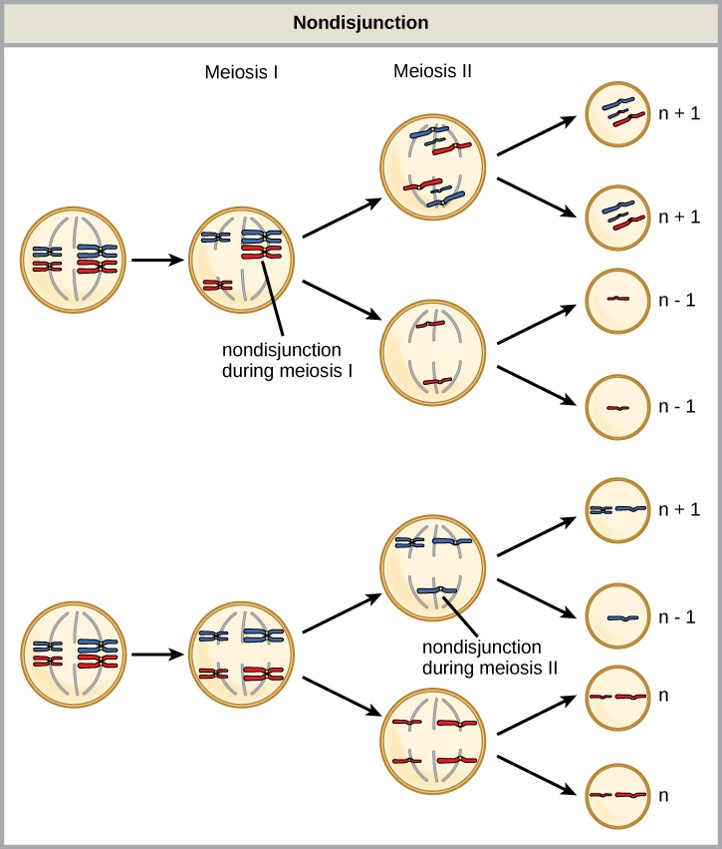 Nondisjunction
Meiosis I
Meiosis II
n + 1
n + 1
n - 1
nondisjunction
during meiosis I
n - 1
n + 1
n - 1
nondisjunction
during meiosis II
n
n